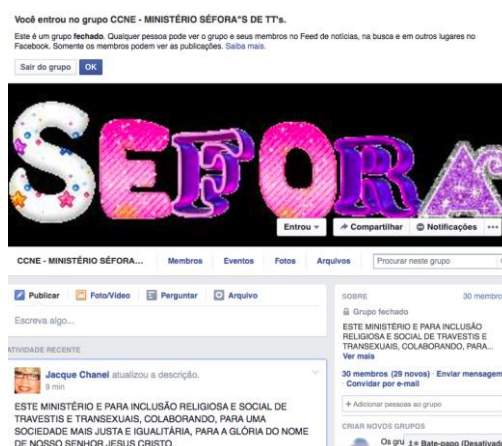 Você entrou no grupo CCNE - MINISTÉRIO SÉFORA"S DE TT's.
Este é um grupo fechado. Qualquer pessoa pode ver o grupo e seus membros no Feed de notícias, na busca e em outros lugares no
Facebook. Somente os membros podem ver as publicações. Saiba mais.
Sair do grupo OK
SEFORA
Entrou Compartilhar Notificações
CCNE - MINISTÉRIO SÉFORA... Membros Eventos Fotos Arquivos Procurar neste grupo
Publicar Foto/Vídeo Perguntar Arquivo
Escreva algo...
ATIVIDADE RECENTE
Jacque Chanel atualizou a descrição.
9 min
ESTE MINISTÉRIO E PARA INCLUSÃO RELIGIOSA E SOCIAL DE
TRAVESTIS E TRANSEXUAIS, COLABORANDO, PARA UMA
SOCIEDADE MAIS JUSTA E IGUALITÁRIA, PARA A GLÓRIA DO NOME
DE NOSSO SENHOR JESUS CRISTO.
SOBRE 30 membro
Grupo fechado
ESTE MINISTÉRIO E PARA INCLUSÃO
RELIGIOSA E SOCIAL DE TRAVESTIS E
TRANSEXUAIS, COLABORANDO, PARA...
Ver mais
30 membros (29 novos) · Enviar mensagem
· Convidar por e-mail
+ Adicionar pessoas ao grupo
CRIAR NOVOS GRUPOS
Os gru
Bate-papo (Desativad